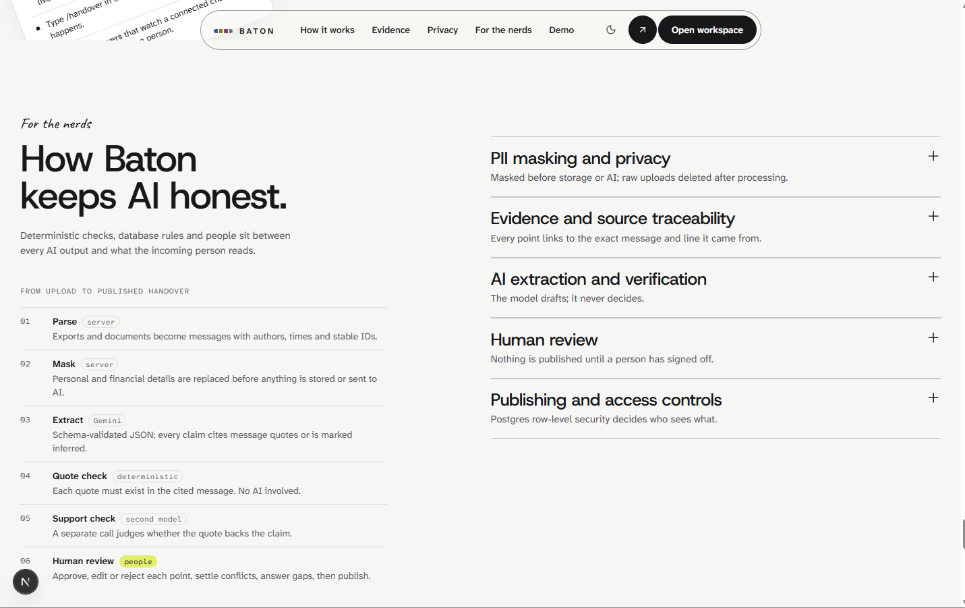 Type /handover in
happens.
ers that watch a connected
person.
BATON
How it works
Evidence
Privacy
For the nerds
Demo
Open workspace
For the nerds
How Baton
keeps AI honest.
Deterministic checks, database rules and people sit between
every AI output and what the incoming person reads.
FROM UPLOAD TO PUBLISHED HANDOVER
01 Parse server
Exports and documents become messages with authors, times and stable IDs.
02 Mask server
Personal and financial details are replaced before anything is stored or sent to
AI.
03 Extract Gemini
Schema-validated JSON; every claim cites message quotes or is marked
inferred.
04 Quote check deterministic
Each quote must exist in the cited message. No AI involved.
05 Support check second model
A separate call judges whether the quote backs the claim.
06 Human review people
Approve, edit or reject each point, settle conflicts, answer gaps, then publish.
N
PII masking and privacy
Masked before storage or AI; raw uploads deleted after processing.
Evidence and source traceability
Every point links to the exact message and line it came from.
AI extraction and verification
The model drafts; it never decides.
Human review
Nothing is published until a person has signed off.
Publishing and access controls
Postgres row-level security decides who sees what.